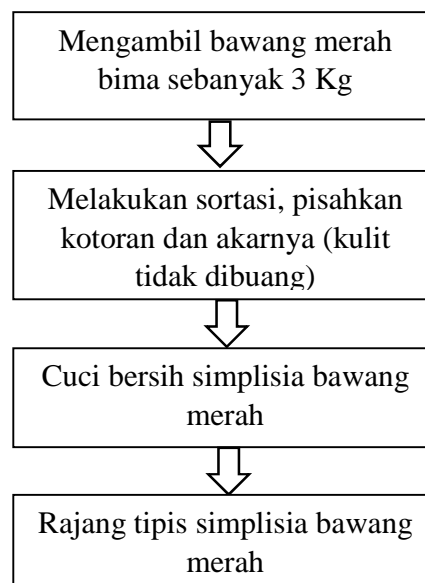 Mengambil bawang merah
bima sebanyak 3 Kg
Melakukan sortasi, pisahkan
kotoran dan akarnya (kulit
tidak dibuang)
Cuci bersih simplisia bawang
merah
Rajang tipis simplisia bawang
merah